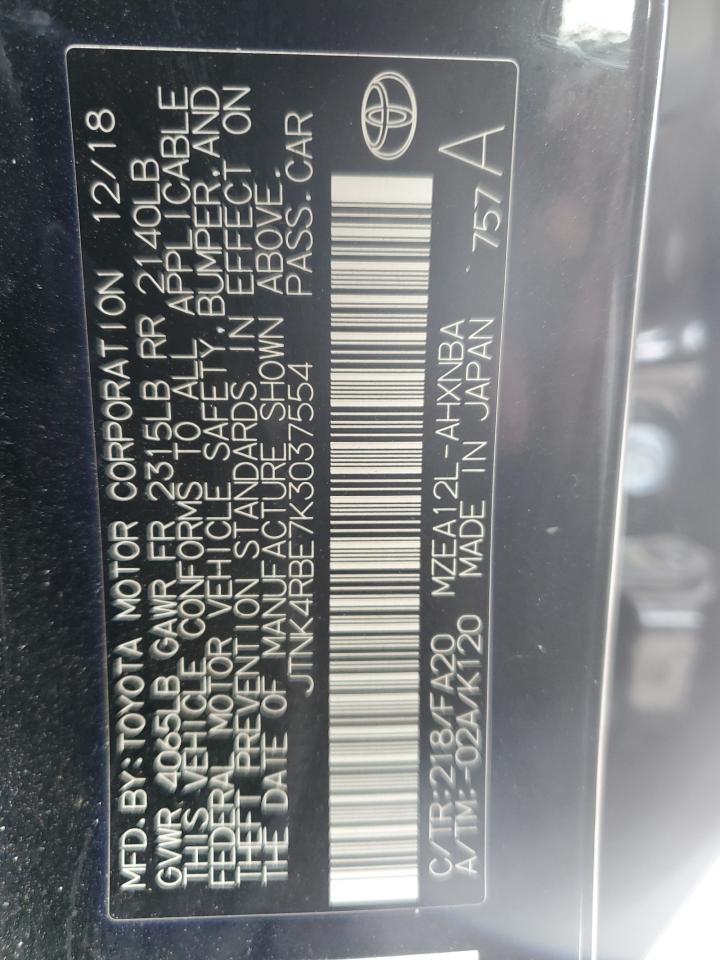 MFD. BY: TOYOTA MOTOR CORPORATION 12/18
GVWR 4065LB GAWR FR 2315LB RR 2140LB
THIS VEHICLE CONFORMS TO ALL APPLICABLE
FEDERAL MOTOR VEHICLE SAFETY, BUMPER, AND
THEFT PREVENTION STANDARDS IN EFFECT ON
THE DATE OF MANUFACTURE SHOWN ABOVE.
JTNK4RBE7K3037554 PASS. CAR
C/TR:218/FA20 MZEA12L-AHXNBA 757 A
A/TM:-02A/K120 MADE IN JAPAN